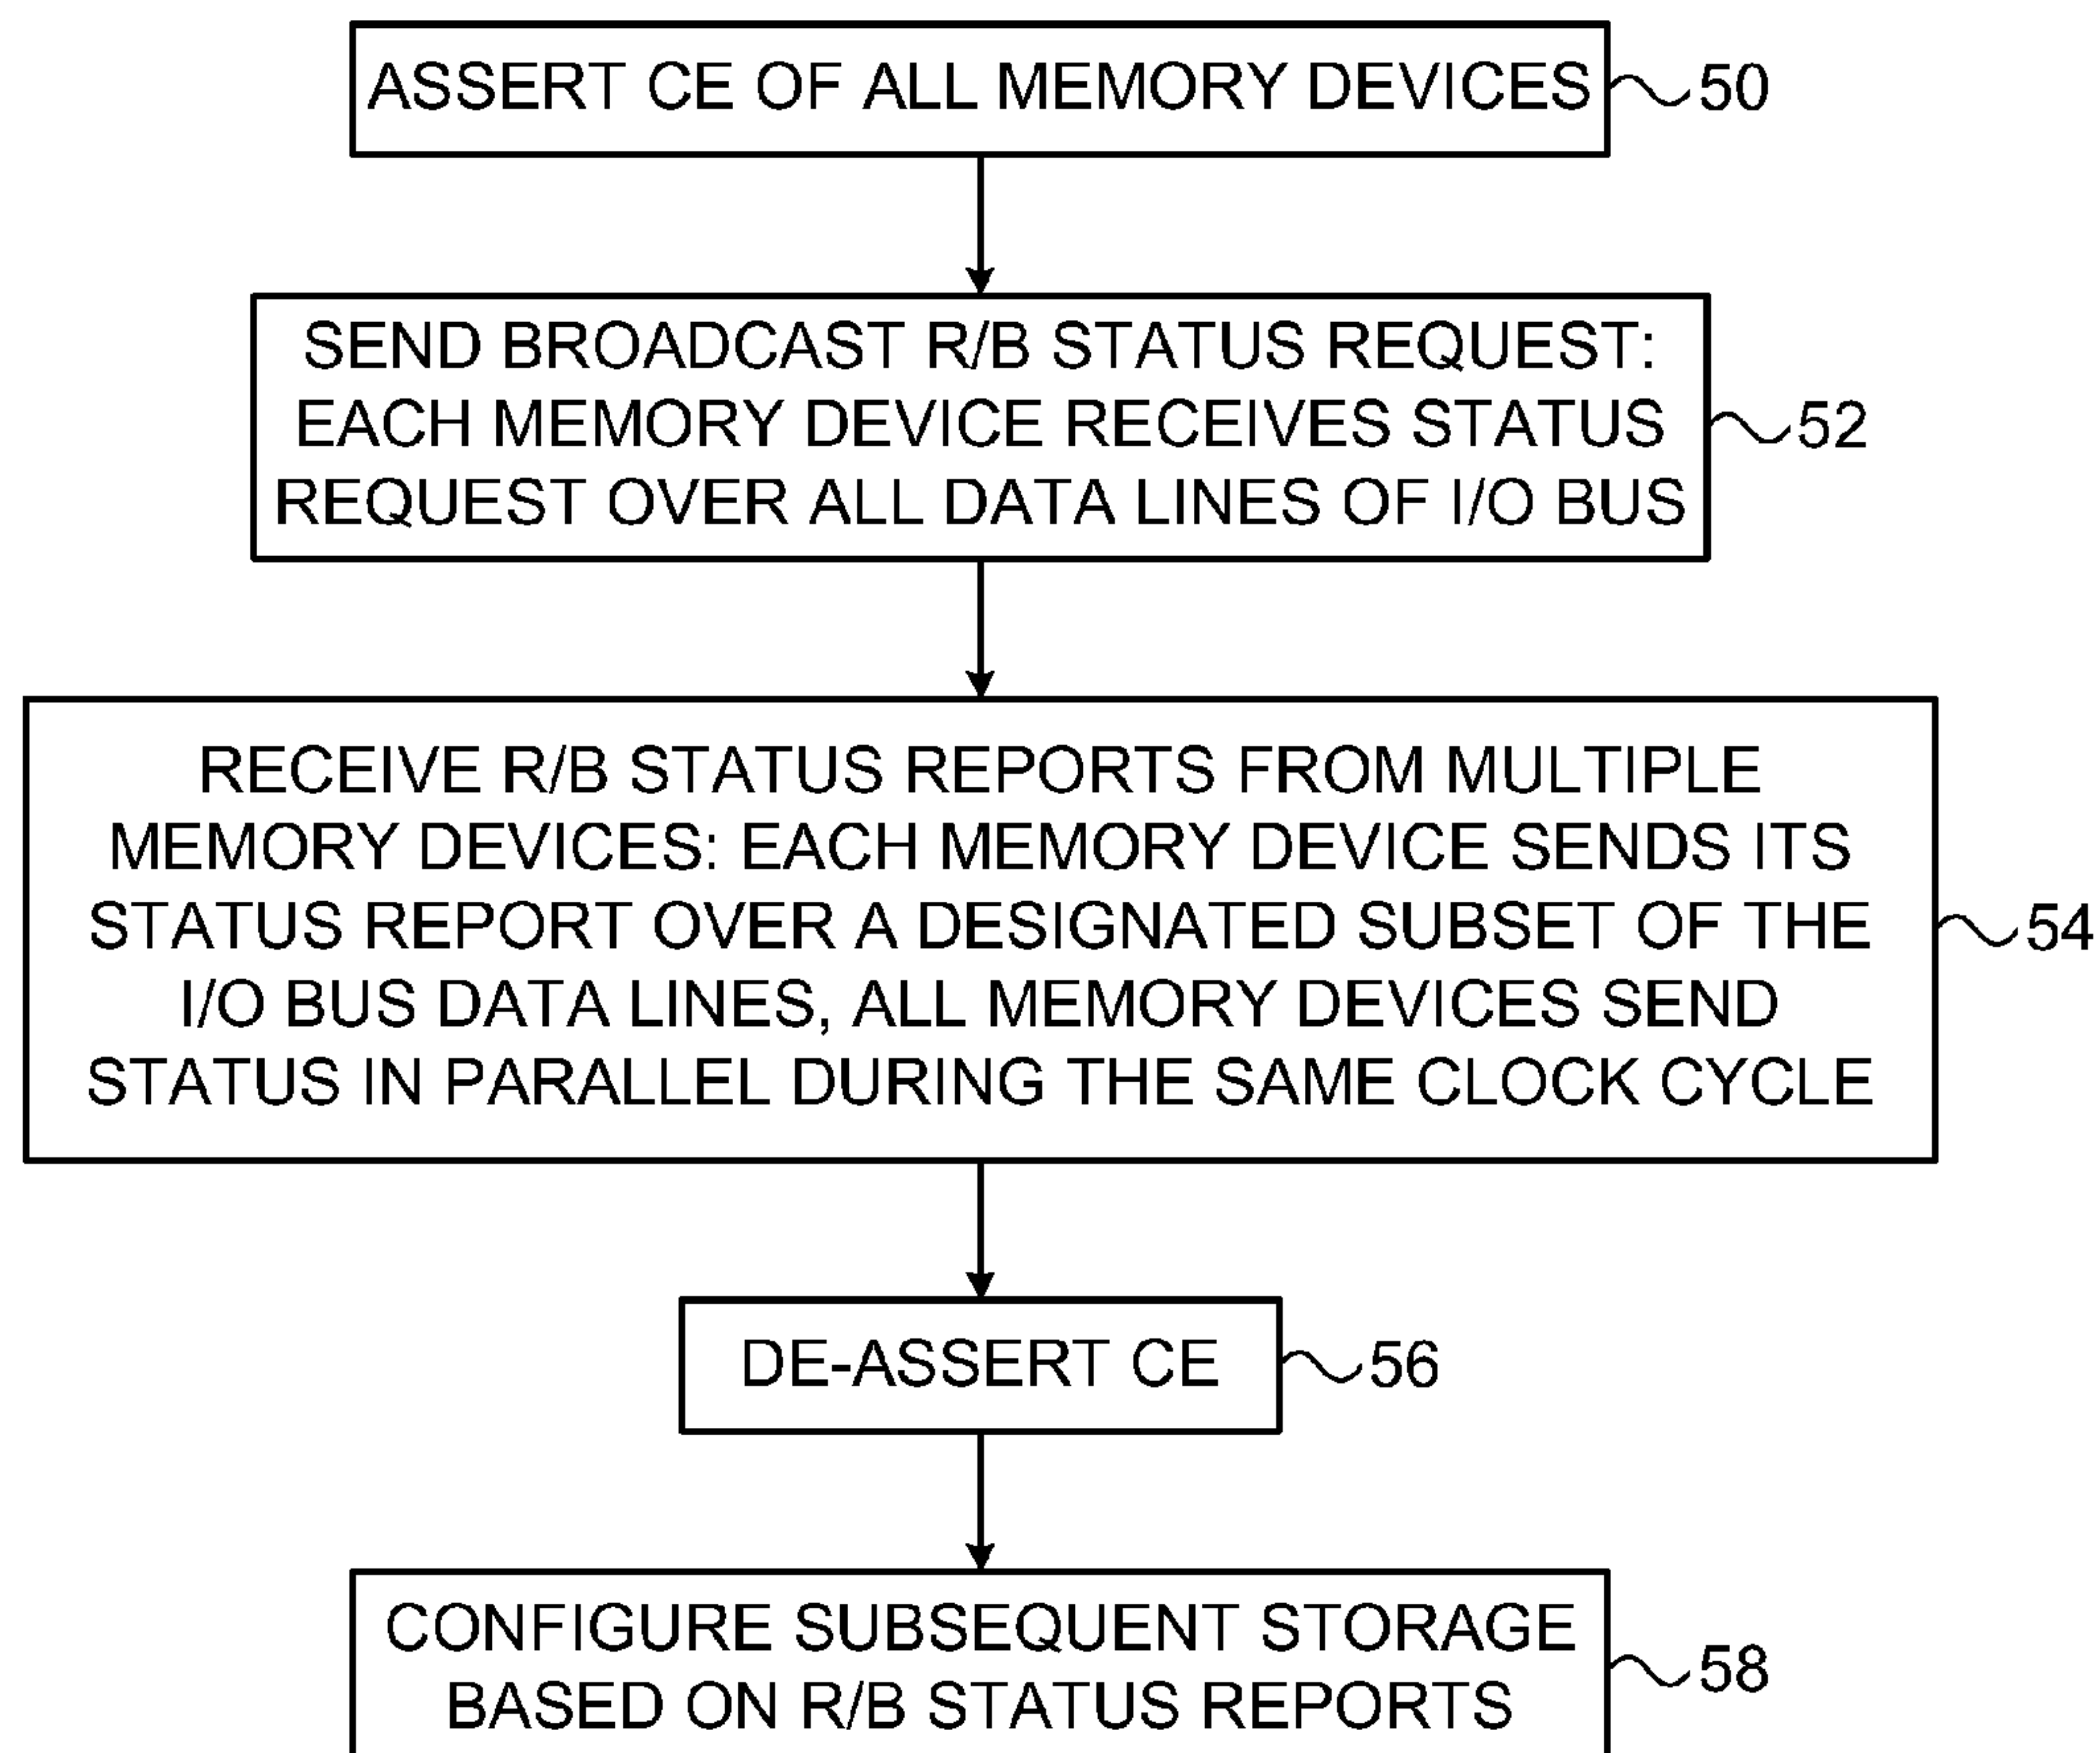 ASSERT CE OF ALL MEMORY DEVICES
50
SEND BROADCAST R/B STATUS REQUEST:
EACH MEMORY DEVICE RECEIVES STATUS
REQUEST OVER ALL DATA LINES OF I/O BUS
52
RECEIVE R/B STATUS REPORTS FROM MULTIPLE
MEMORY DEVICES: EACH MEMORY DEVICE SENDS ITS
STATUS REPORT OVER A DESIGNATED SUBSET OF THE
I/O BUS DATA LINES, ALL MEMORY DEVICES SEND
STATUS IN PARALLEL DURING THE SAME CLOCK CYCLE
54
DE-ASSERT CE
56
CONFIGURE SUBSEQUENT STORAGE
BASED ON R/B STATUS REPORTS
58